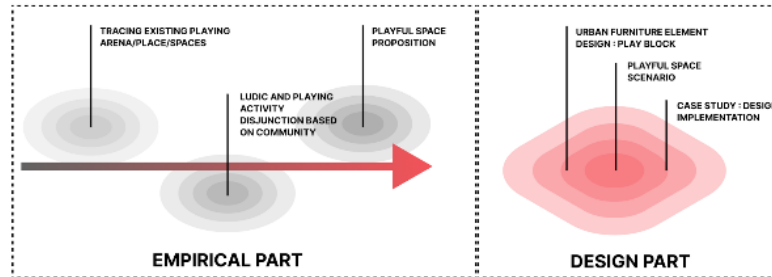 TRACING EXISTING PLAYING
ARENA/PLACE/SPACES
LUDIC AND PLAYING
ACTIVITY
DISJUNCTION BASED
ON COMMUNITY
PLAYFUL SPACE
PROPOSITION
EMPIRICAL PART
URBAN FURNITURE ELEMENT
DESIGN : PLAY BLOCK
PLAYFUL SPACE
SCENARIO
CASE STUDY : DESIG
IMPLEMENTATION
DESIGN PART